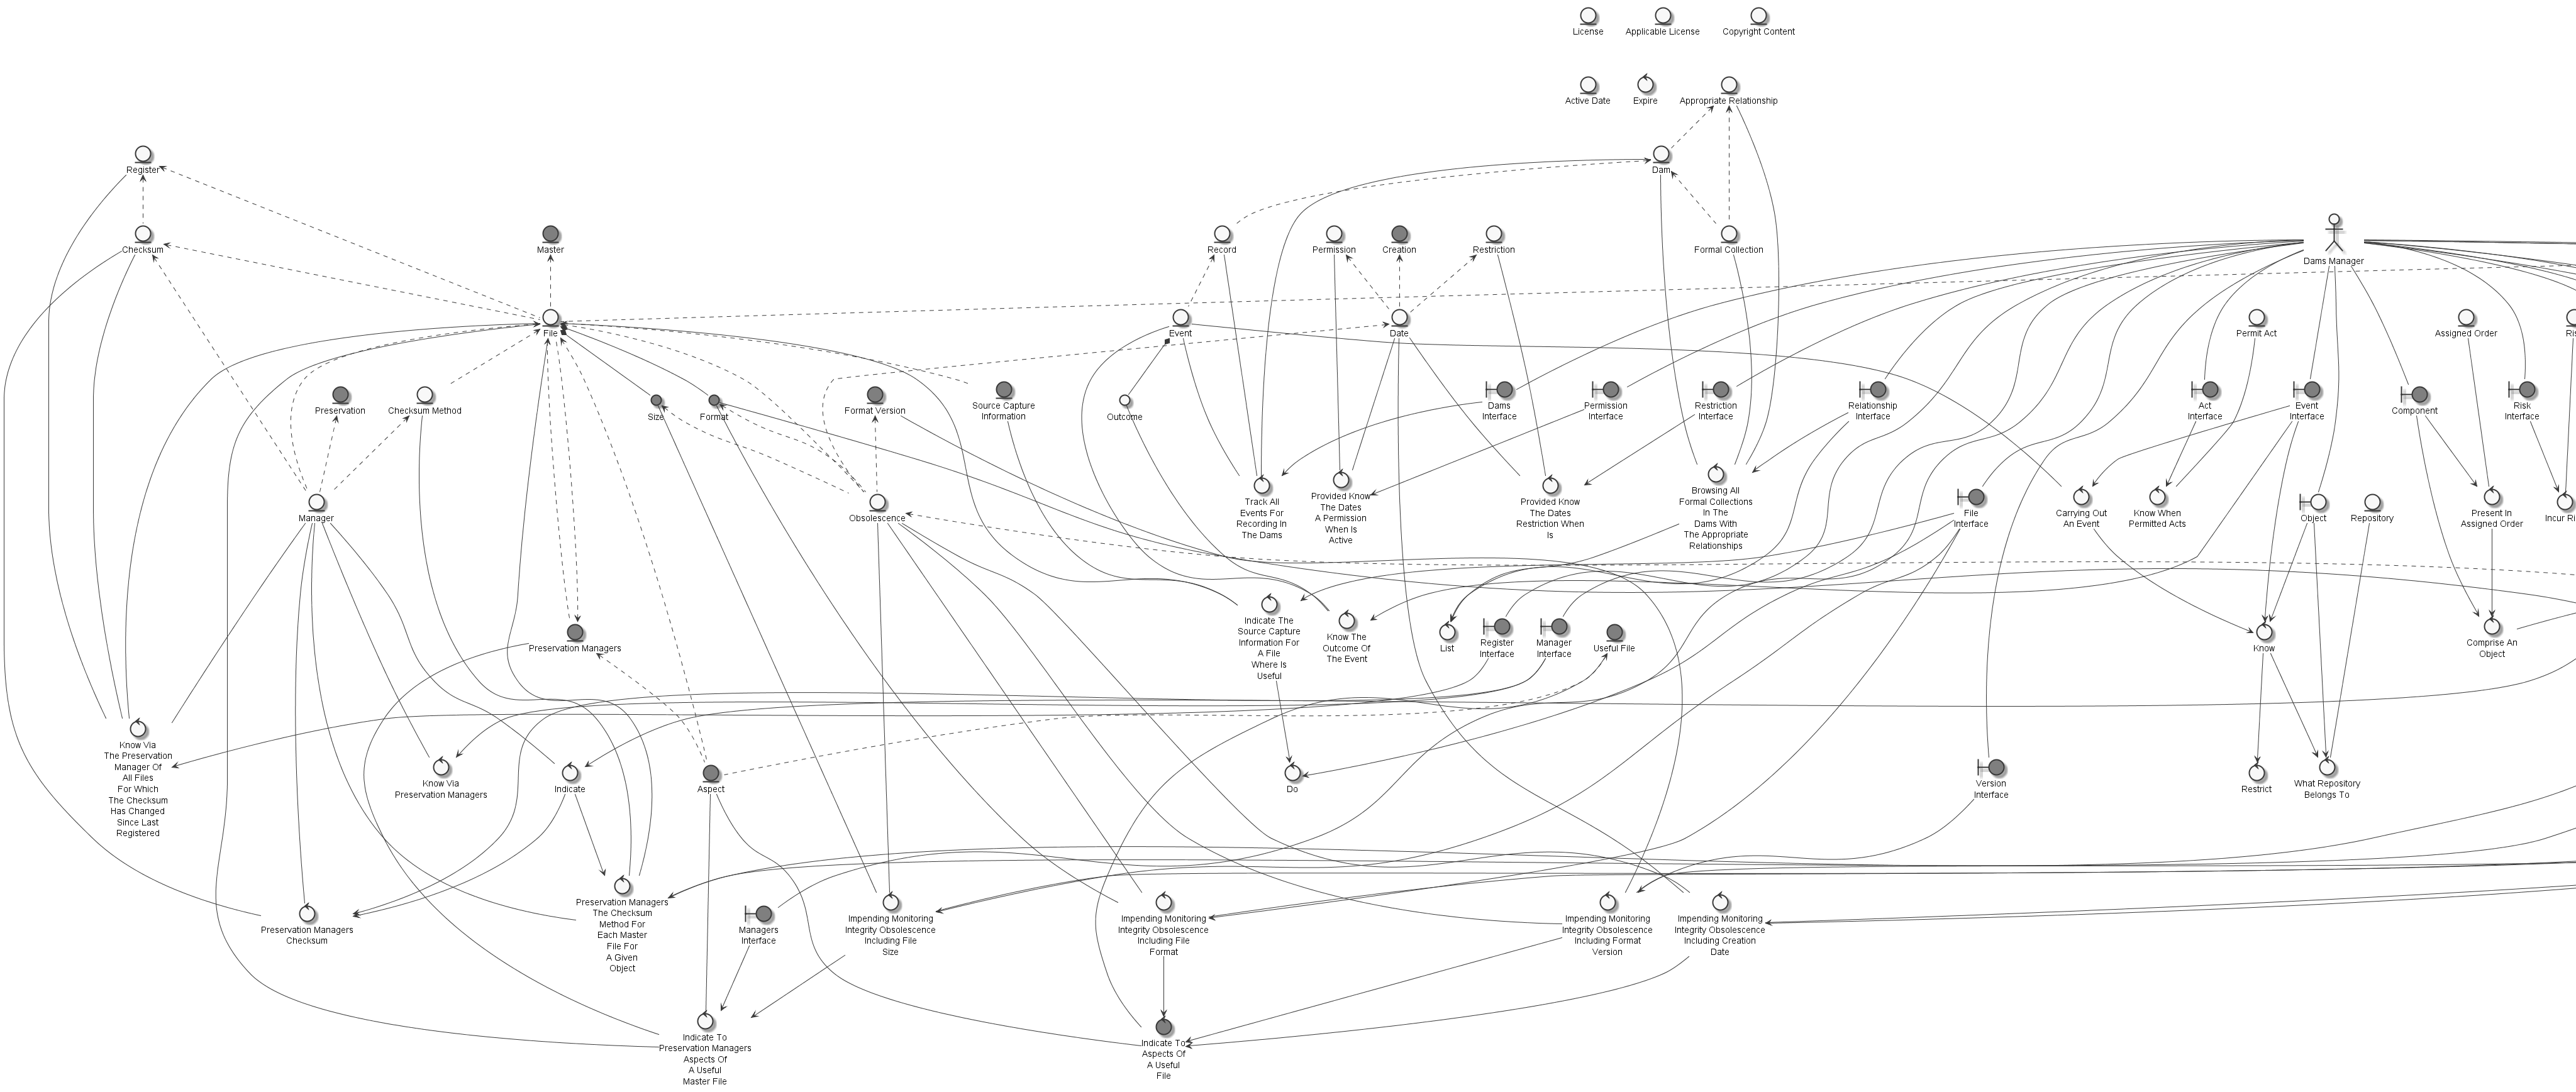 License
Applicable License
Copyright Content
Active Date
Expire
Appropriate Relationship
Register
Dam
Checksum
Master
Record
Permission
Creation
Restriction
Formal Collection
Dams Manager
File
Event
Date
Permit Act
Assigned Order
Preservation
Checksum Method
Size
Format
Format Version
Source Capture
Information
Outcome
Dams
Interface
Permission
Interface
Restriction
Interface
Relationship
Interface
Act
Interface
Event
Interface
Component
Risk
Interface
Manager
Obsolescence
Track All
Events For
Recording In
The Dams
Provided Know
The Dates
A Permission
When Is
Active
Provided Know
The Dates
Restriction When
Is
Browsing All
Formal Collections
In The
Dams With
The Appropriate
Relationships
File
Interface
Carrying Out
An Event
Know When
Permitted Acts
Object
Repository
Present In
Assigned Order
Preservation Managers
Indicate The
Source Capture
Information For
A File
Where Is
Useful
Know The
Outcome Of
The Event
List
Register
Interface
Manager
Interface
Useful File
Know
Comprise An
Object
Know Via
The Preservation
Manager Of
All Files
For Which
The Checksum
Has Changed
Since Last
Registered
Know Via
Preservation Managers
Indicate
Aspect
Do
Version
Interface
Restrict
What Repository
Belongs To
Preservation Managers
Checksum
Preservation Managers
The Checksum
Method For
Each Master
File For
A Given
Object
Managers
Interface
Impending Monitoring
Integrity Obsolescence
Including File
Size
Impending Monitoring
Integrity Obsolescence
Including File
Format
Impending Monitoring
Integrity Obsolescence
Including Format
Version
Impending Monitoring
Integrity Obsolescence
Including Creation
Date
Indicate To
Preservation Managers
Aspects Of
A Useful
Master File
Indicate To
Aspects Of
A Useful
File
Incur